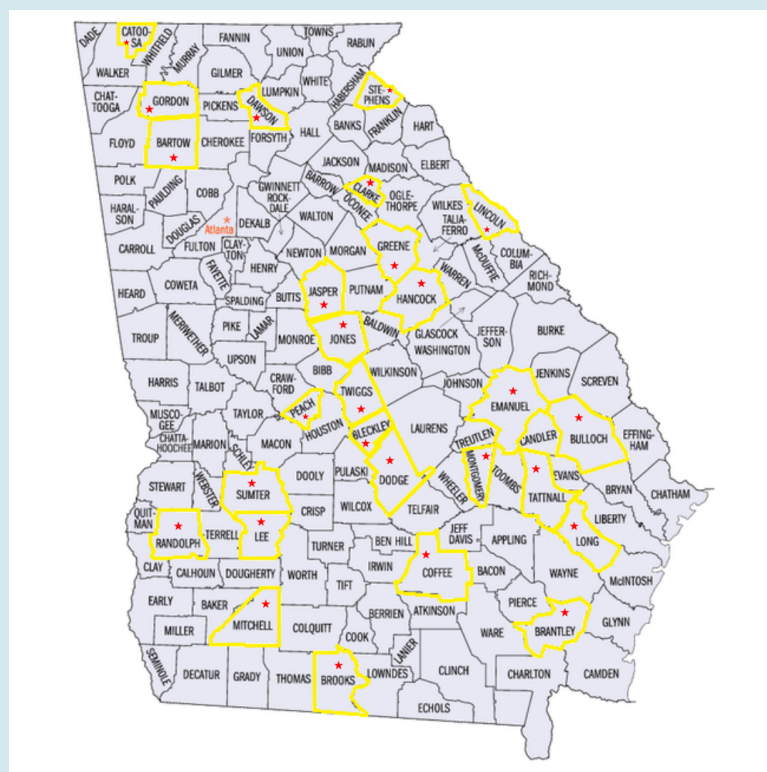 TOWNS
DADE
CATOO-
SA
WHITFIELD
MURRAY
FANNIN
UNION
RABUN
WALKER
GILMER
WHITE
HABERSHAM
STE-
PHENS
CHAT-
TOOGA
GORDON
PICKENS
DAWSON
LUMPKIN
BANKS
FRANKLIN
HART
FLOYD
BARTOW
CHEROKEE
FORSYTH
HALL
JACKSON
MADISON
ELBERT
POLK
PAULDING
COBB
GWINNETT
BARROW
CLARKE
OCONEE
OGLE-
THORPE
WILKES
LINCOLN
HARAL-
SON
DOUGLAS
Atlanta
DEKALB
ROCK-
DALE
WALTON
TALIA-
FERRO
CARROLL
FULTON
CLAY-
TON
NEWTON
MORGAN
GREENE
McDUFFIE
COLUM-
BIA
HEARD
COWETA
FAYETTE
HENRY
JASPER
PUTNAM
HANCOCK
WARREN
RICH-
MOND
SPALDING
BUTTS
TROUP
MERIWETHER
PIKE
LAMAR
MONROE
JONES
BALDWIN
GLASCOCK
WASHINGTON
JEFFER-
SON
BURKE
UPSON
BIBB
WILKINSON
HARRIS
TALBOT
CRAW-
FORD
TWIGGS
JOHNSON
JENKINS
SCREVEN
MUSCO-
GEE
TAYLOR
PEACH
HOUSTON
BLECKLEY
LAURENS
EMANUEL
CHATTA-
HOOCHEE
MARION
SCHLEY
MACON
TREUTLEN
CANDLER
BULLOCH
EFFING-
HAM
STEWART
WEBSTER
SUMTER
DOOLY
PULASKI
DODGE
WHEELER
MONTGOMERY
TOOMBS
TATTNALL
EVANS
BRYAN
CHATHAM
QUIT-
MAN
RANDOLPH
TERRELL
LEE
CRISP
WILCOX
TELFAIR
LIBERTY
LONG
TURNER
BEN HILL
JEFF
DAVIS
APPLING
CLAY
CALHOUN
DOUGHERTY
WORTH
TIFT
IRWIN
COFFEE
BACON
WAYNE
McINTOSH
EARLY
BAKER
MITCHELL
COLQUITT
BERRIEN
ATKINSON
PIERCE
BRANTLEY
GLYNN
MILLER
COOK
LANIER
WARE
SEMINOLE
DECATUR
GRADY
THOMAS
BROOKS
LOWNDES
CLINCH
ECHOLS
CHARLTON
CAMDEN